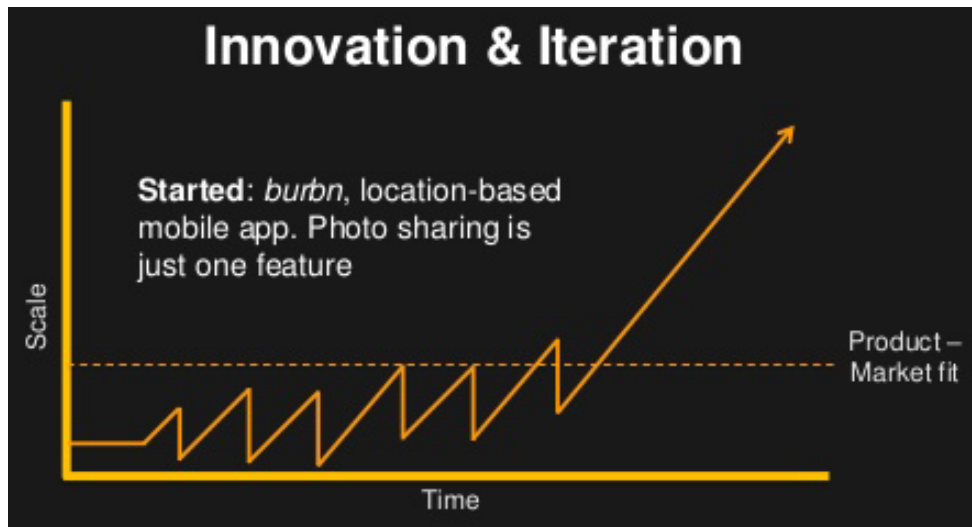 Innovation & Iteration
Started: burbn, location-based
mobile app. Photo sharing is
just one feature
Scale
Product –
Market fit
Time